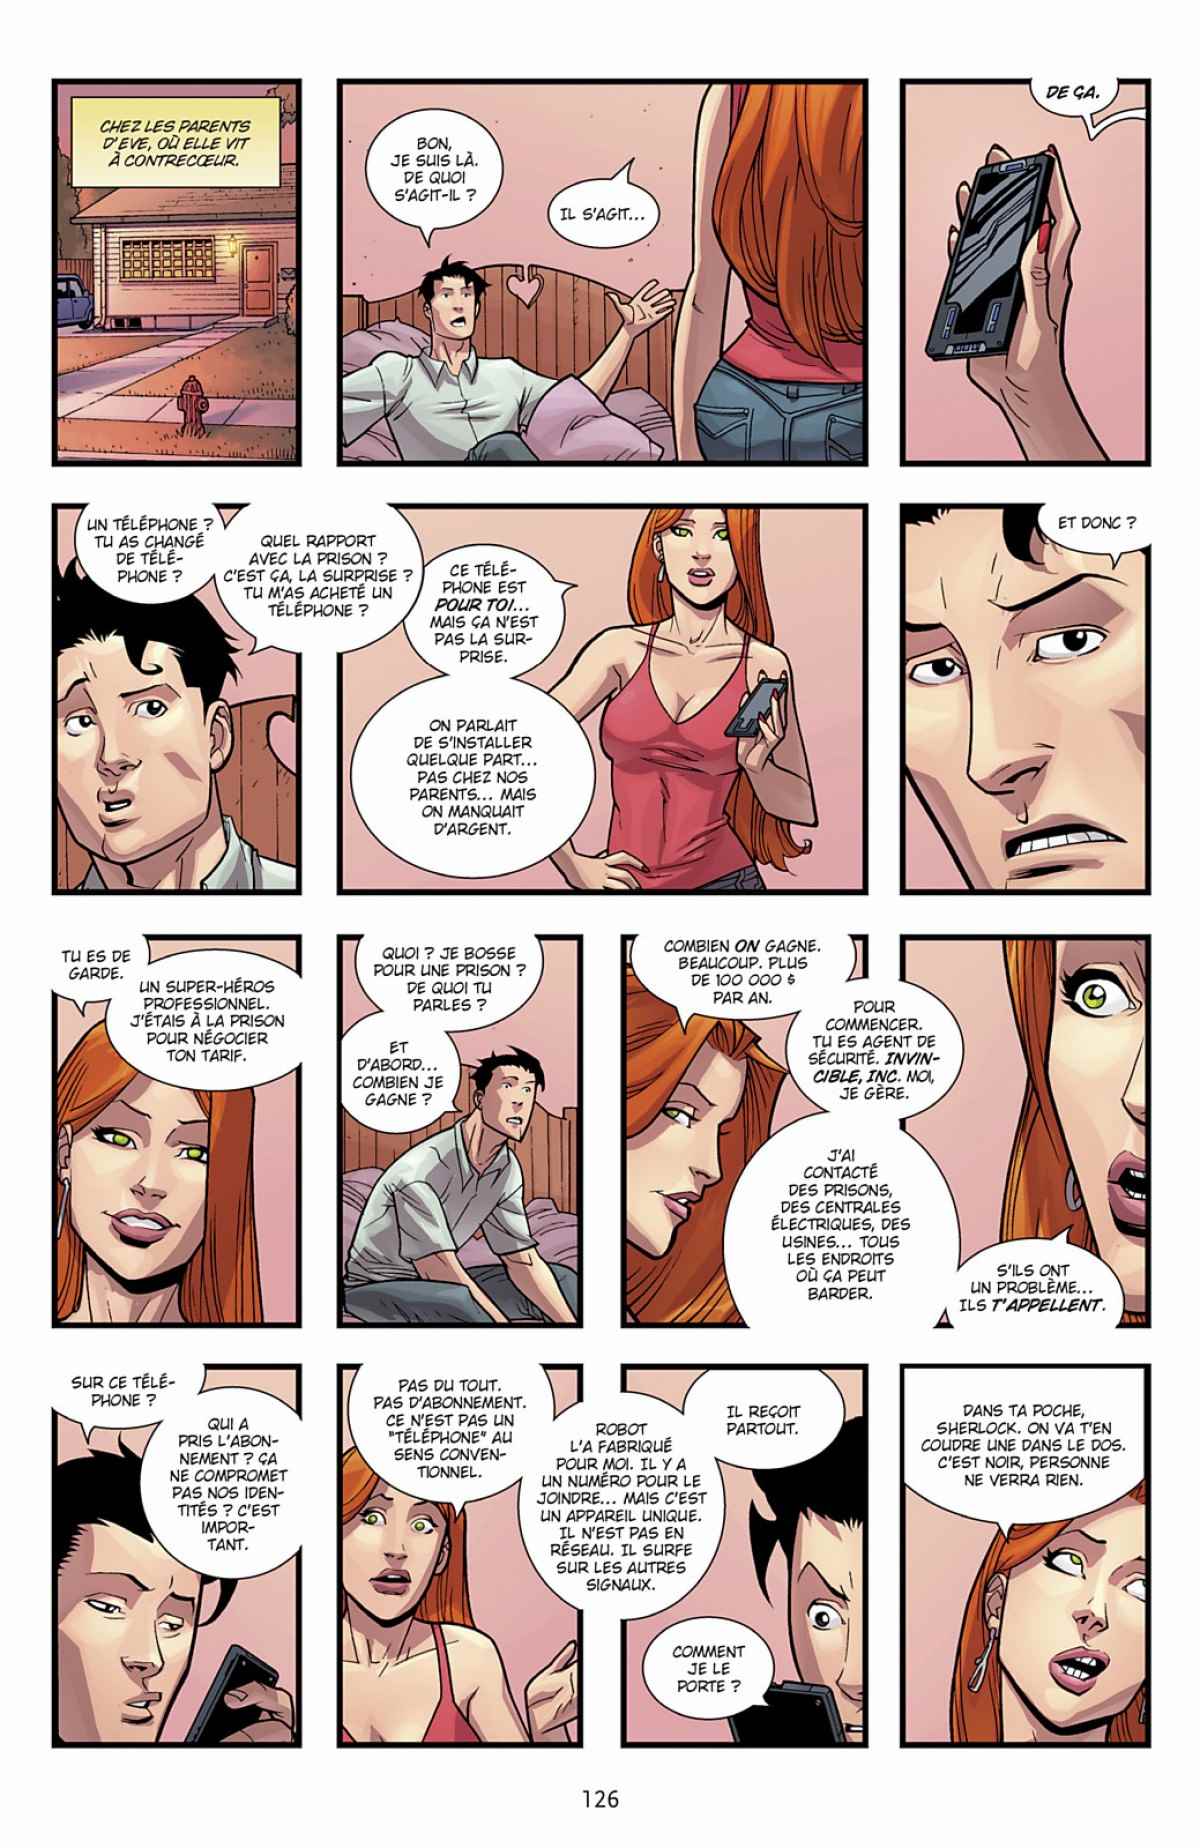 CHEZ LES PARENTS
D'EVE, OÙ ELLE VIT
À CONTRECŒUR.
BON,
JE SUIS LÀ.
DE QUOI
S'AGIT-IL ?
IL S'AGIT...
DE ÇA.
UN TÉLÉPHONE ?
TU AS CHANGÉ
DE TÉLÉ-
PHONE ?
QUEL RAPPORT
AVEC LA PRISON ?
C'EST ÇA, LA SURPRISE ?
TU M'AS ACHETÉ UN
TÉLÉPHONE ?
CE TÉLÉ-
PHONE EST
POUR TOI...
MAIS ÇA N'EST
PAS LA SUR-
PRISE.
ON PARLAIT
DE S'INSTALLER
QUELQUE PART...
PAS CHEZ NOS
PARENTS... MAIS
ON MANQUAIT
D'ARGENT.
ET DONC ?
TU ES DE
GARDE.
UN SUPER-HÉROS
PROFESSIONNEL.
J'ÉTAIS À LA PRISON
POUR NÉGOCIER
TON TARIF.
QUOI ? JE BOSSE
POUR UNE PRISON ?
DE QUOI TU
PARLES ?
ET
D'ABORD...
COMBIEN JE
GAGNE ?
COMBIEN ON GAGNE.
BEAUCOUP. PLUS
DE 100 000 $
PAR AN.
POUR
COMMENCER.
TU ES AGENT DE
SÉCURITÉ. INVIN-
CIBLE, INC. MOI,
JE GÈRE.
J'AI
CONTACTÉ
DES PRISONS,
DES CENTRALES
ÉLECTRIQUES, DES
USINES... TOUS
LES ENDROITS
OÙ ÇA PEUT
BARDER.
S'ILS ONT
UN PROBLÈME...
ILS T'APPELLENT.
SUR CE TÉLÉ-
PHONE ?
QUI A
PRIS L'ABON-
NEMENT ? ÇA
NE COMPROMET
PAS NOS IDEN-
TITÉS ? C'EST
IMPOR-
TANT.
PAS DU TOUT.
PAS D'ABONNEMENT.
CE N'EST PAS UN
"TÉLÉPHONE" AU
SENS CONVEN-
TIONNEL.
ROBOT
L'A FABRIQUÉ
POUR MOI. IL Y A
UN NUMÉRO POUR LE
JOINDRE... MAIS C'EST
UN APPAREIL UNIQUE.
IL N'EST PAS EN
RÉSEAU. IL SURFE
SUR LES AUTRES
SIGNAUX.
IL REÇOIT
PARTOUT.
COMMENT
JE LE
PORTE ?
DANS TA POCHE,
SHERLOCK. ON VA T'EN
COUDRE UNE DANS LE DOS.
C'EST NOIR, PERSONNE
NE VERRA RIEN.
126